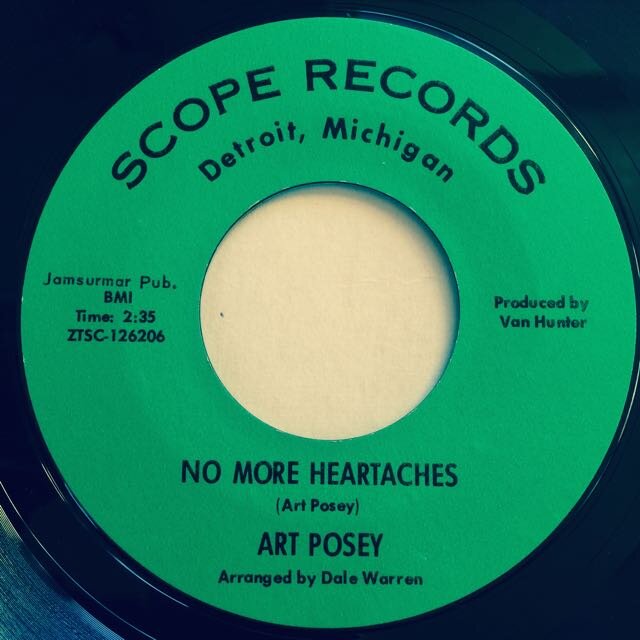 SCOPE RECORDS
Detroit, Michigan
Jamsurmar Pub.
BMI
Time: 2:35
ZTSC-126206
Produced by
Van Hunter
NO MORE HEARTACHES
(Art Posey)
ART POSEY
Arranged by Dale Warren